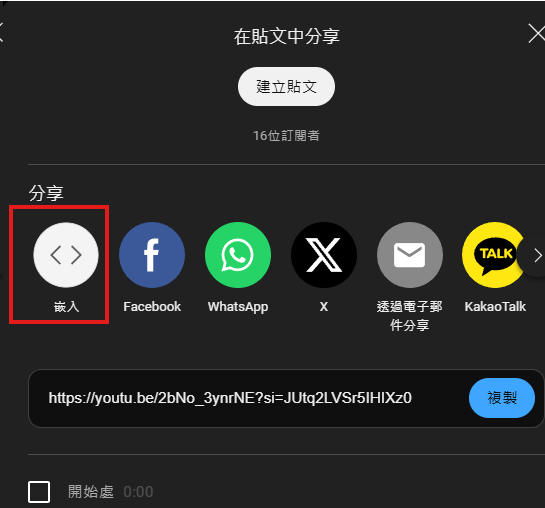 在貼文中分享
建立貼文
16位訂閱者
分享
嵌入
Facebook
WhatsApp
X
透過電子郵
件分享
TALK
KakaoTalk
https://youtu.be/2bNo_3ynrNE?si=JUtq2LVSr5IHIXz0
複製
開始處 0:00